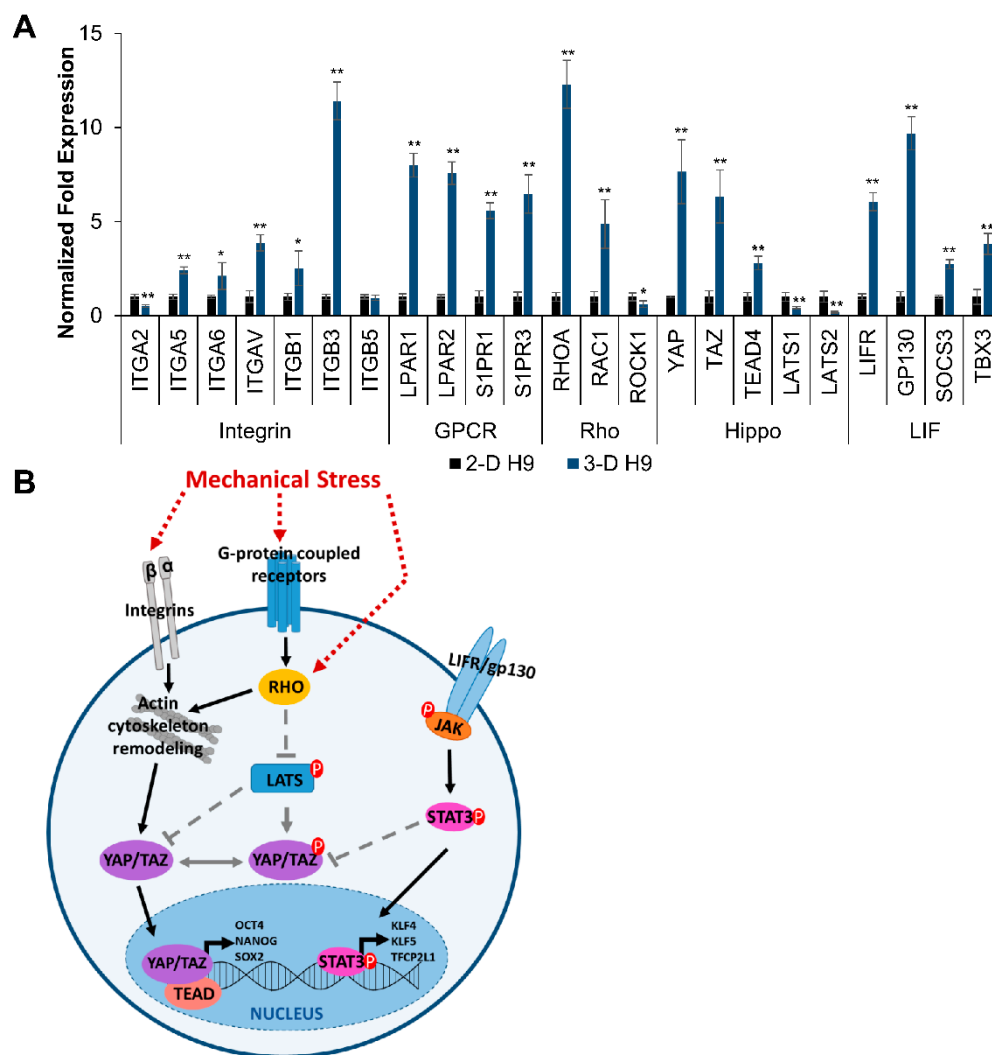 A
Normalized Fold Expression
15
10
5
0
** ** * ** * ** ** ** ** ** ** ** * ** ** ** ** ** ** ** ** **
ITGA2 ITGA5 ITGA6 ITGAV ITGB1 ITGB3 ITGB5 LPAR1 LPAR2 S1PR1 S1PR3 RHOA RAC1 ROCK1 YAP TAZ TEAD4 LATS1 LATS2 LIFR GP130 SOCS3 TBX3
Integrin GPCR Rho Hippo LIF
2-D H9 3-D H9
B
Mechanical Stress
G-protein coupled
receptors
β α
Integrins
LIFR/gp130
RHO
P
JAK
Actin
cytoskeleton
remodeling
LATS P
STAT3 P
YAP/TAZ
YAP/TAZ P
OCT4
NANOG
SOX2
KLF4
KLF5
TFCP2L1
YAP/TAZ
STAT3 P
TEAD
NUCLEUS